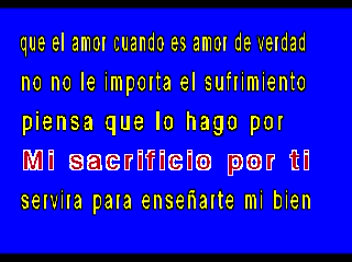 que el amor cuando es amor de verdad
no no le importa el sufrimiento
piensa que lo hago por
Mi sacrificio por ti
servira para enseñarte mi bien